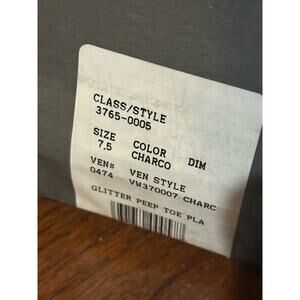 CLASS/STYLE
3765-0005
SIZE COLOR DIM
7.5 CHARCO
VEN# VEN STYLE
0474 VW370007 CHARC
GLITTER PEEP TOE PLA